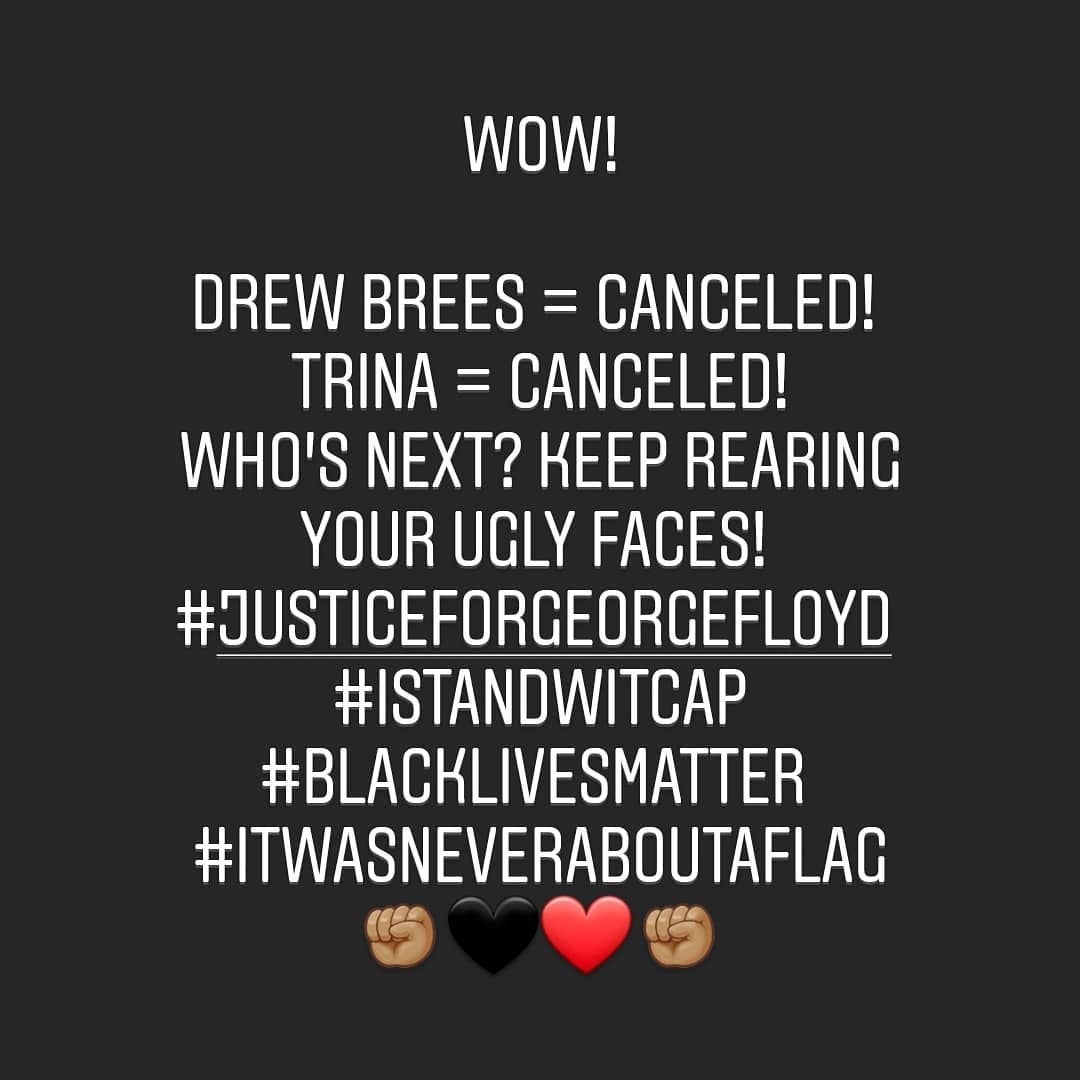 WOW!
DREW BREES = CANCELED!
TRINA = CANCELED!
WHO'S NEXT? KEEP REARING
YOUR UGLY FACES!
#JUSTICEFORGEORGEFLOYD
#ISTANDWITCAP
#BLACKLIVESMATTER
#ITWASNEVERABOUTAFLAG
✊🏽🖤❤️✊🏽